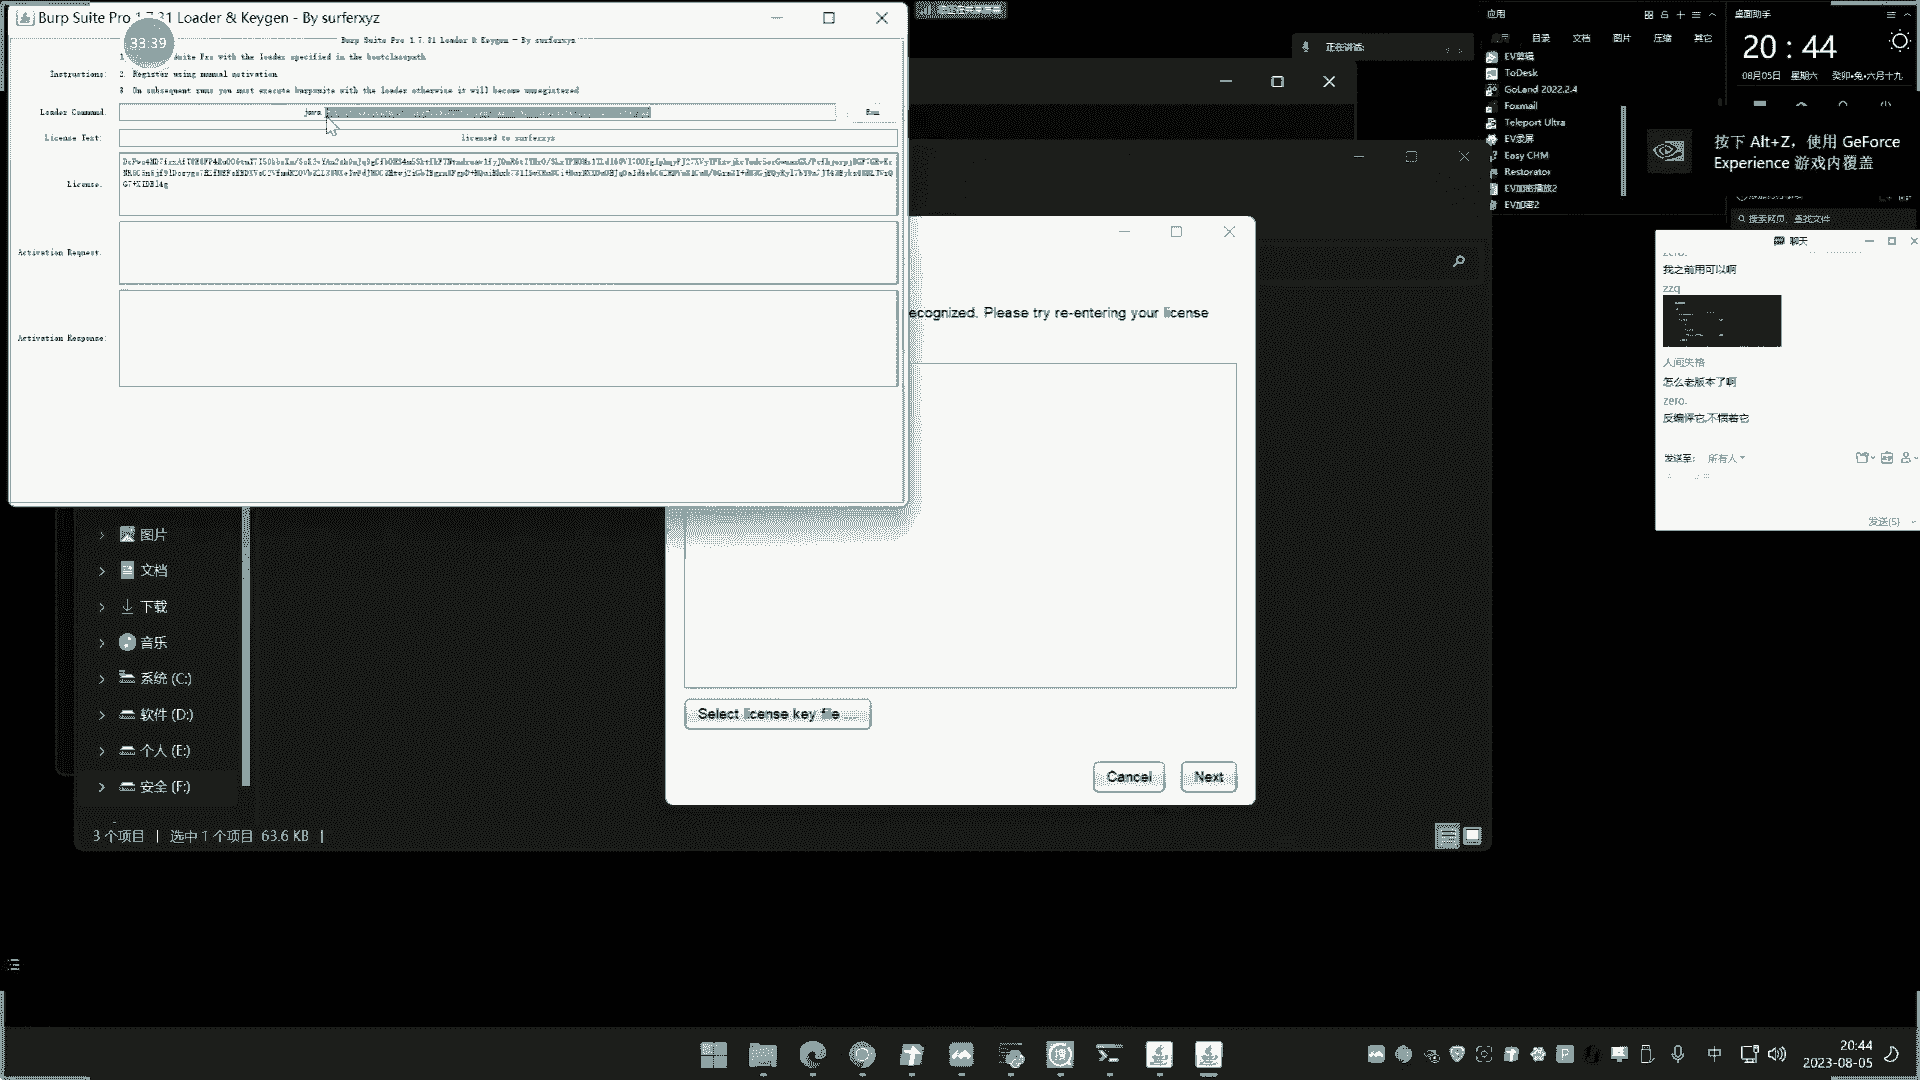 Burp Suite Pro 1.7.31 Loader & Keygen - By surferxyz
33:39
Burp Suite Pro 1.7.31 Loader & Keygen - By surferxyz
Suite Pro with the loader specified in the bootclasspath
Instructions:
2. Register using manual activation
3. On subsequent runs you must execute burpsuite with the loader otherwise it will become unregistered
Loader Command:
java
Run
License Text:
licensed to surferxyz
License:
Activation Request:
Activation Response:
ecognized. Please try re-entering your license
Select license key file ...
Cancel
Next
图片
文档
下载
音乐
系统 (C:)
软件 (D:)
个人 (E:)
安全 (F:)
3 个项目 | 选中 1 个项目 63.6 KB |
正在讲话:
应用
目录
文档
图片
压缩
其它
EV剪辑
ToDesk
GoLand 2022.2.4
Foxmail
Teleport Ultra
EV录屏
Easy CHM
Restorator
EV加密播放2
EV加密2
桌面助手
20 : 44
08月05日 星期六 癸卯•兔•六月十九
按下 Alt+Z，使用 GeForce
Experience 游戏内覆盖
搜索网页、查找文件
聊天
zero.
我之前用可以啊
zzq
人间失格
怎么老版本了啊
zero.
反编译它,不惯着它
发送至:
所有人
发送(S)
中
20:44
2023-08-05